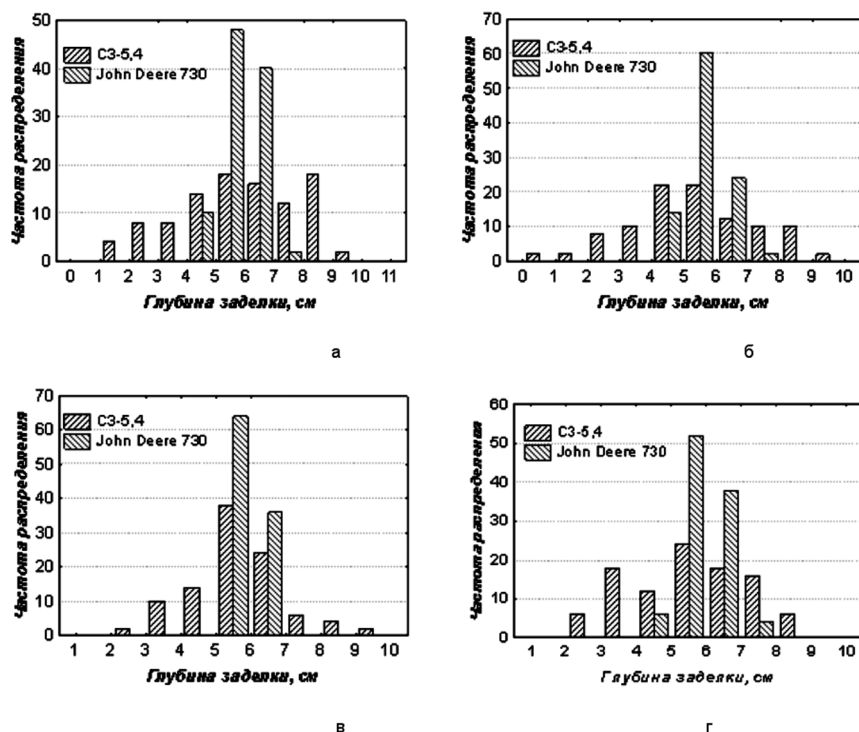 50
40
30
20
10
0
Частота распределения
СЗ-5,4
John Deere 730
0 1 2 3 4 5 6 7 8 9 10 11
Глубина заделки, см
а
70
60
50
40
30
20
10
0
Частота распределения
СЗ-5,4
John Deere 730
0 1 2 3 4 5 6 7 8 9 10
Глубина заделки, см
б
70
60
50
40
30
20
10
0
Частота распределения
СЗ-5,4
John Deere 730
1 2 3 4 5 6 7 8 9 10
Глубина заделки, см
в
60
50
40
30
20
10
0
Частота распределения
СЗ-5,4
John Deere 730
1 2 3 4 5 6 7 8 9 10
Глубина заделки, см
г